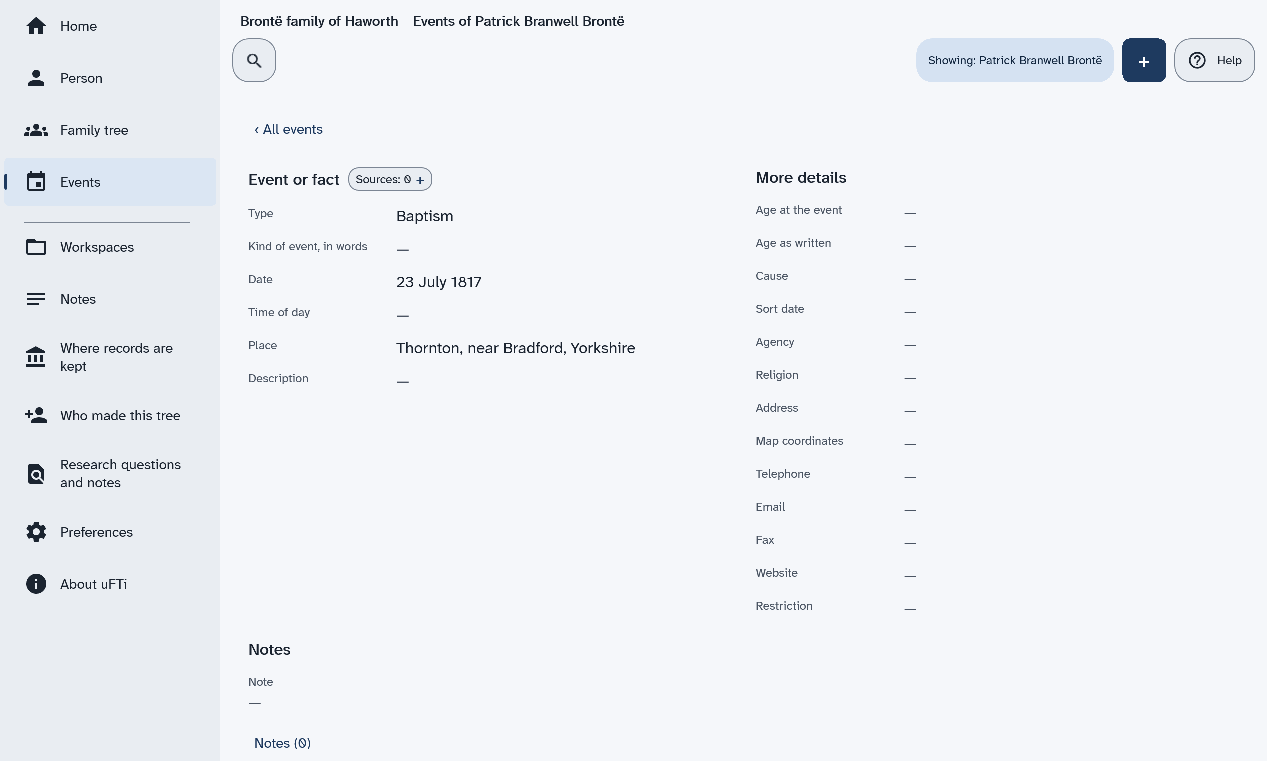 Home
Person
Family tree
Events
Workspaces
Notes
Where records are
kept
Who made this tree
Research questions
and notes
Preferences
About uFTi
Brontë family of Haworth Events of Patrick Branwell Brontë
Showing: Patrick Branwell Brontë + Help
‹ All events
Event or fact Sources: 0 +
Type Baptism
Kind of event, in words —
Date 23 July 1817
Time of day —
Place Thornton, near Bradford, Yorkshire
Description —
More details
Age at the event —
Age as written —
Cause —
Sort date —
Agency —
Religion —
Address —
Map coordinates —
Telephone —
Email —
Fax —
Website —
Restriction —
Notes
Note
—
Notes (0)